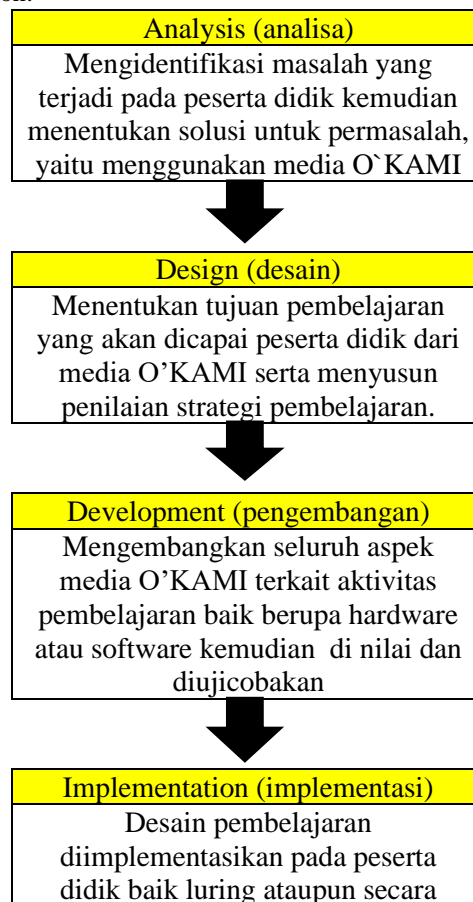 Analysis (analisa)
Mengidentifikasi masalah yang
terjadi pada peserta didik kemudian
menentukan solusi untuk permasalah,
yaitu menggunakan media O`KAMI
Design (desain)
Menentukan tujuan pembelajaran
yang akan dicapai peserta didik dari
media O’KAMI serta menyusun
penilaian strategi pembelajaran.
Development (pengembangan)
Mengembangkan seluruh aspek
media O’KAMI terkait aktivitas
pembelajaran baik berupa hardware
atau software kemudian  di nilai dan
diujicobakan
Implementation (implementasi)
Desain pembelajaran
diimplementasikan pada peserta
didik baik luring ataupun secara